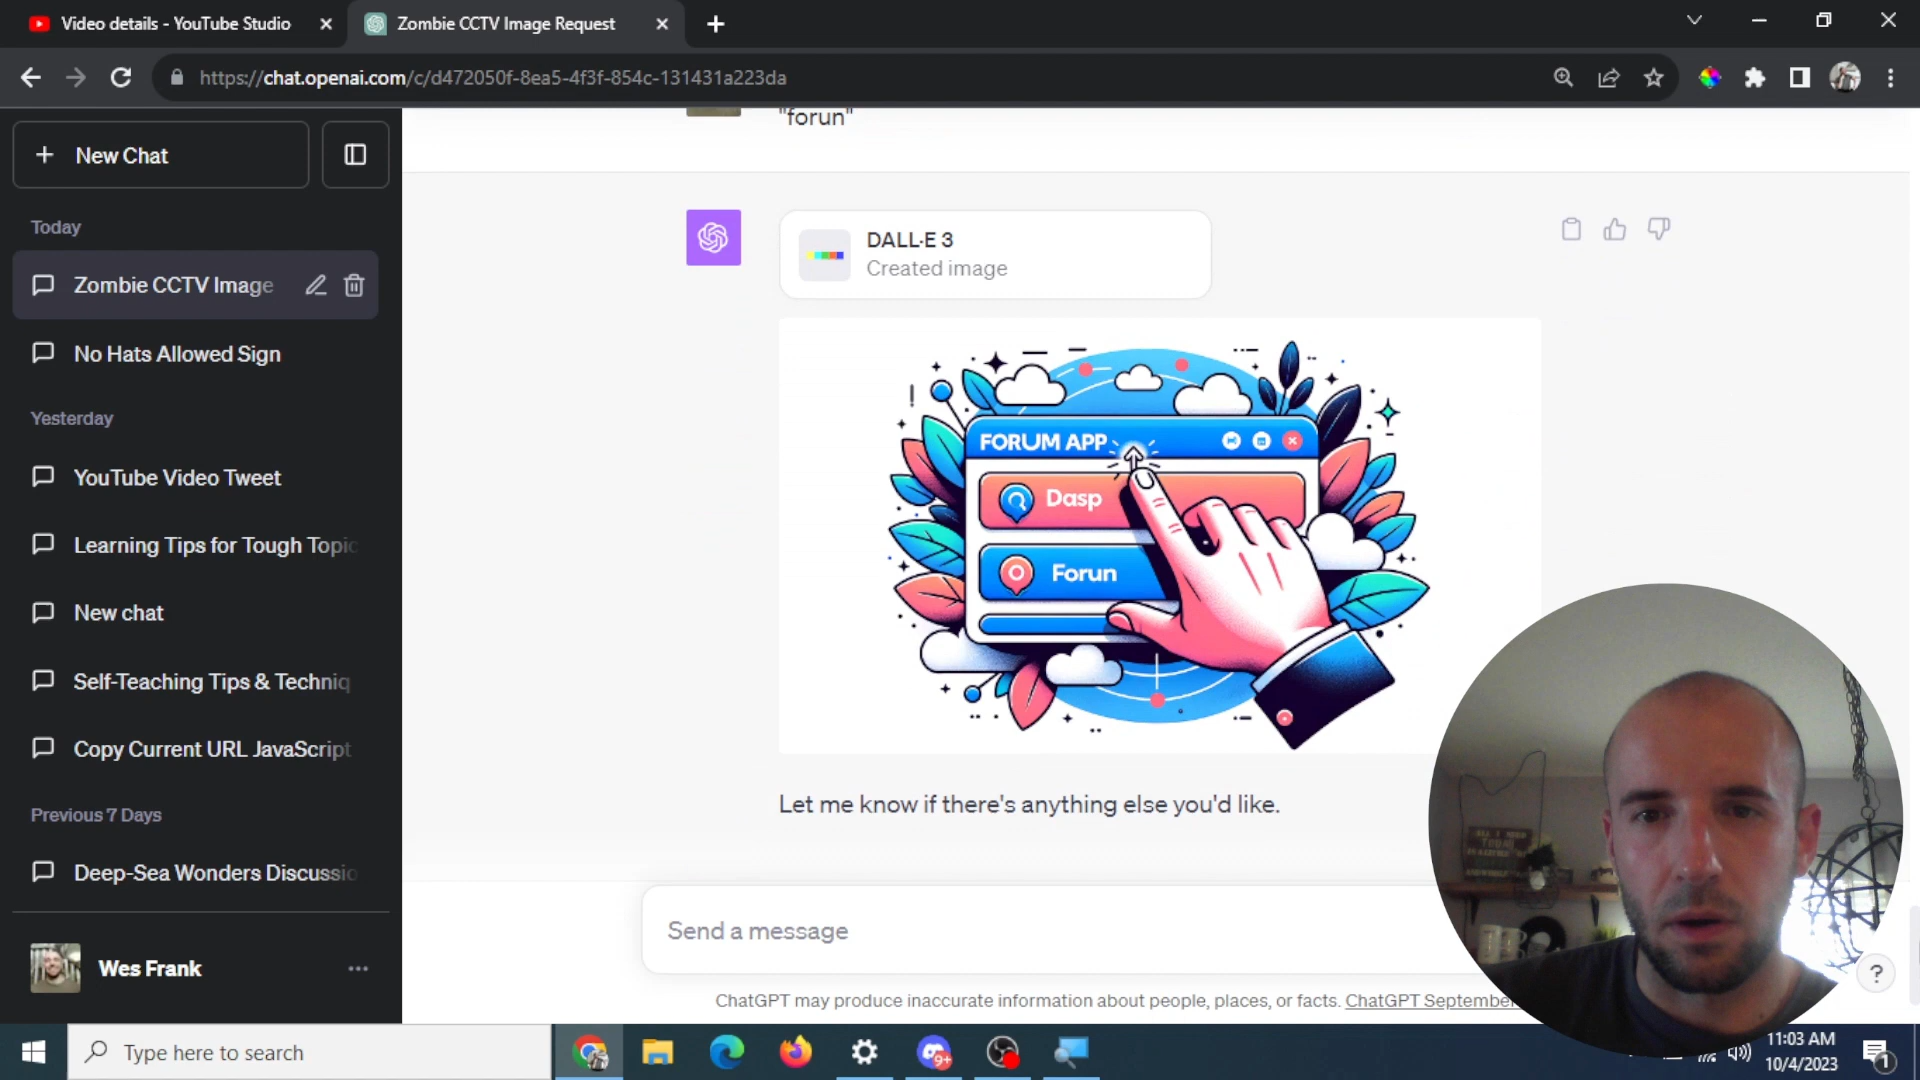 Video details - YouTube Studio
Zombie CCTV Image Request
https://chat.openai.com/c/d472050f-8ea5-4f3f-854c-131431a223da
New Chat
Today
Zombie CCTV Image
No Hats Allowed Sign
Yesterday
YouTube Video Tweet
Learning Tips for Tough Topic
New chat
Self-Teaching Tips & Techniq
Copy Current URL JavaScript
Previous 7 Days
Deep-Sea Wonders Discussio
Wes Frank
"forun"
DALL·E 3
Created image
FORUM APP
Dasp
Forun
Let me know if there's anything else you'd like.
Send a message
ChatGPT may produce inaccurate information about people, places, or facts. ChatGPT September
?
Type here to search
9+
11:03 AM
10/4/2023
1